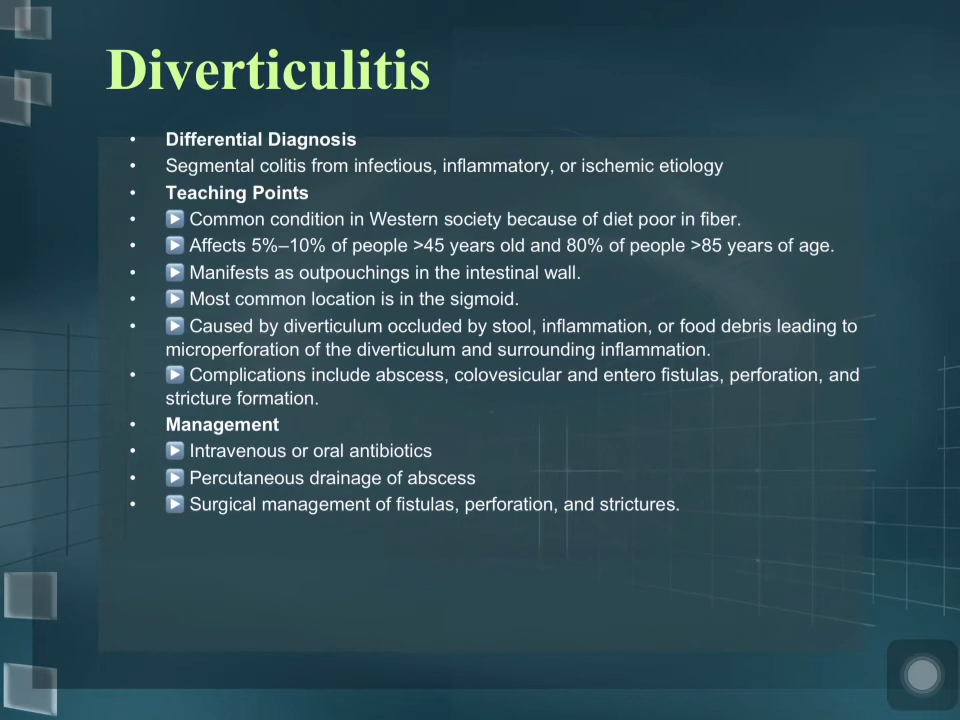 Diverticulitis
• Differential Diagnosis
• Segmental colitis from infectious, inflammatory, or ischemic etiology
• Teaching Points
• ▶ Common condition in Western society because of diet poor in fiber.
• ▶ Affects 5%–10% of people >45 years old and 80% of people >85 years of age.
• ▶ Manifests as outpouchings in the intestinal wall.
• ▶ Most common location is in the sigmoid.
• ▶ Caused by diverticulum occluded by stool, inflammation, or food debris leading to
microperforation of the diverticulum and surrounding inflammation.
• ▶ Complications include abscess, colovesicular and entero fistulas, perforation, and
stricture formation.
• Management
• ▶ Intravenous or oral antibiotics
• ▶ Percutaneous drainage of abscess
• ▶ Surgical management of fistulas, perforation, and strictures.